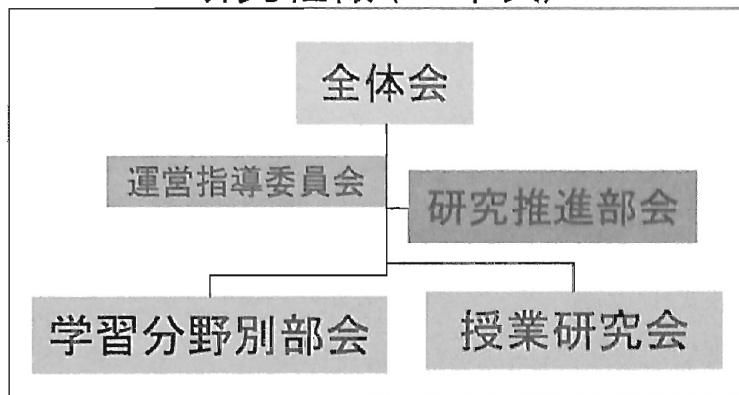 全体会
運営指導委員会
研究推進部会
学習分野別部会
授業研究会